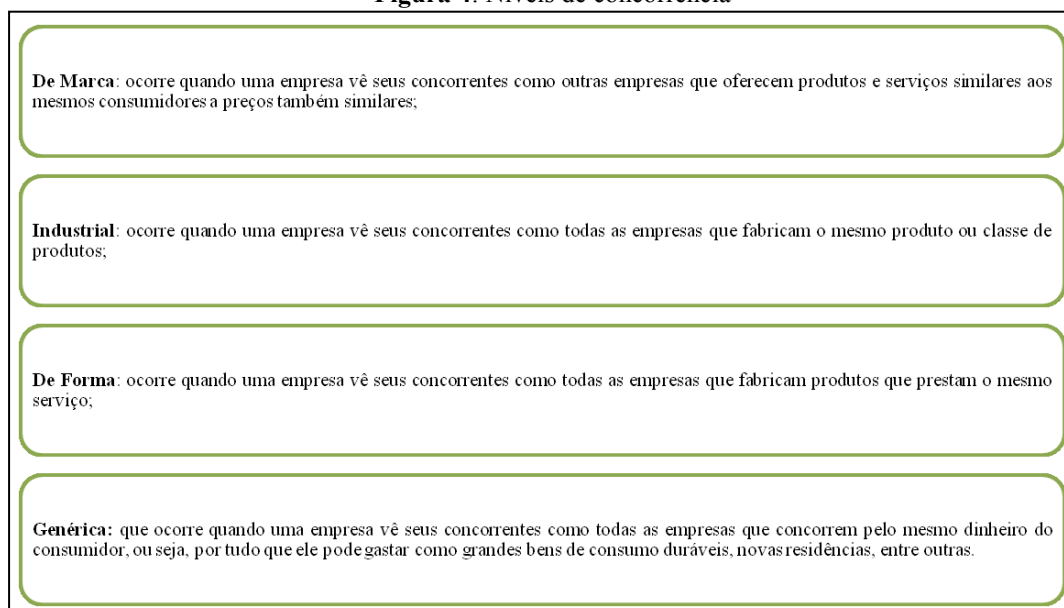 Figura 4: Níveis de concorrência
De Marca: ocorre quando uma empresa vê seus concorrentes como outras empresas que oferecem produtos e serviços similares aos
mesmos consumidores a preços também similares;
Industrial: ocorre quando uma empresa vê seus concorrentes como todas as empresas que fabricam o mesmo produto ou classe de
produtos;
De Forma: ocorre quando uma empresa vê seus concorrentes como todas as empresas que fabricam produtos que prestam o mesmo
serviço;
Genérica: que ocorre quando uma empresa vê seus concorrentes como todas as empresas que concorrem pelo mesmo dinheiro do
consumidor, ou seja, por tudo que ele pode gastar como grandes bens de consumo duráveis, novas residências, entre outras.